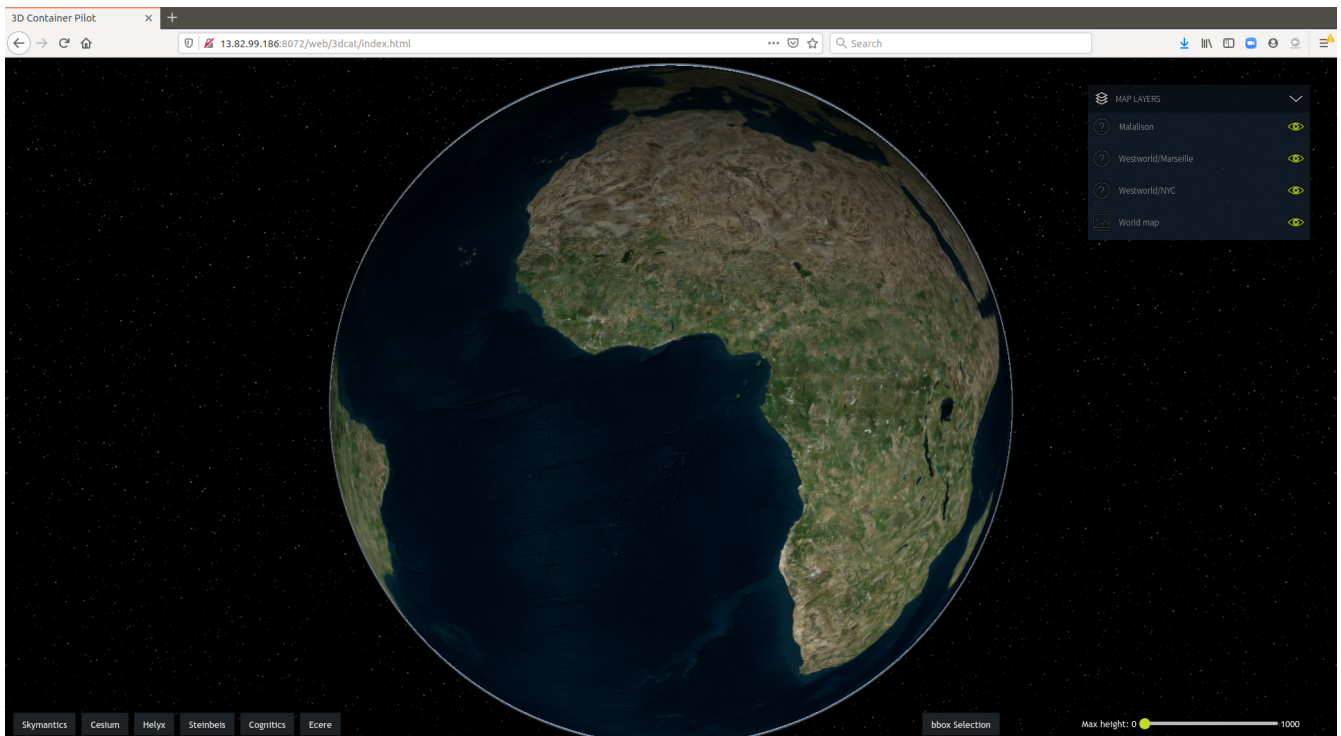 3D Container Pilot
13.82.99.186:8072/web/3dcat/index.html
Search
MAP LAYERS
Malalison
Westworld/Marseille
Westworld/NYC
World map
Skymantics Cesium Helyx Steinbeis Cognitics Ecere bbox Selection Max height: 0 1000